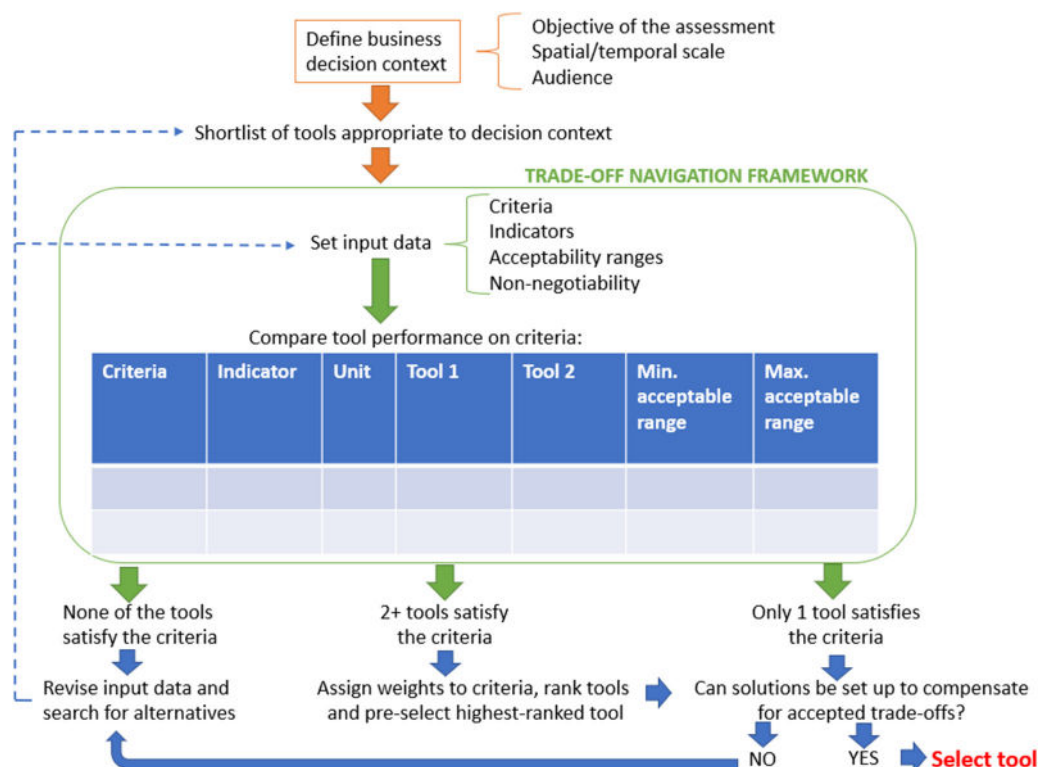 Define business
decision context
Objective of the assessment
Spatial/temporal scale
Audience
Shortlist of tools appropriate to decision context
TRADE-OFF NAVIGATION FRAMEWORK
Set input data
Criteria
Indicators
Acceptability ranges
Non-negotiability
Compare tool performance on criteria:
Criteria Indicator Unit Tool 1 Tool 2 Min. Max.
acceptable acceptable
range range
None of the tools
satisfy the criteria
2+ tools satisfy
the criteria
Only 1 tool satisfies
the criteria
Revise input data and
search for alternatives
Assign weights to criteria, rank tools
and pre-select highest-ranked tool
Can solutions be set up to compensate
for accepted trade-offs?
NO YES Select tool